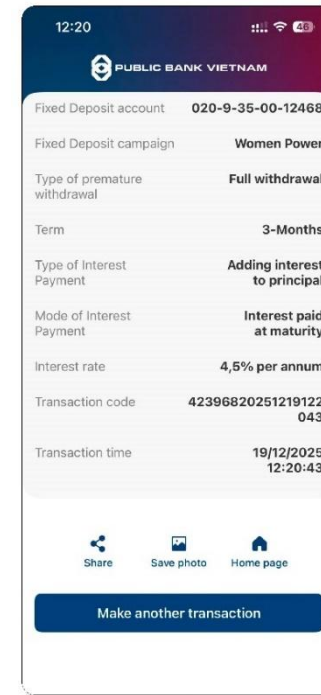 12:20
46
PUBLIC BANK VIETNAM
Fixed Deposit account 020-9-35-00-12468
Fixed Deposit campaign Women Power
Type of premature withdrawal Full withdrawal
Term 3-Months
Type of Interest Payment Adding interest to principal
Mode of Interest Payment Interest paid at maturity
Interest rate 4,5% per annum
Transaction code 42396820251219122
043
Transaction time 19/12/2025
12:20:43
Share Save photo Home page
Make another transaction